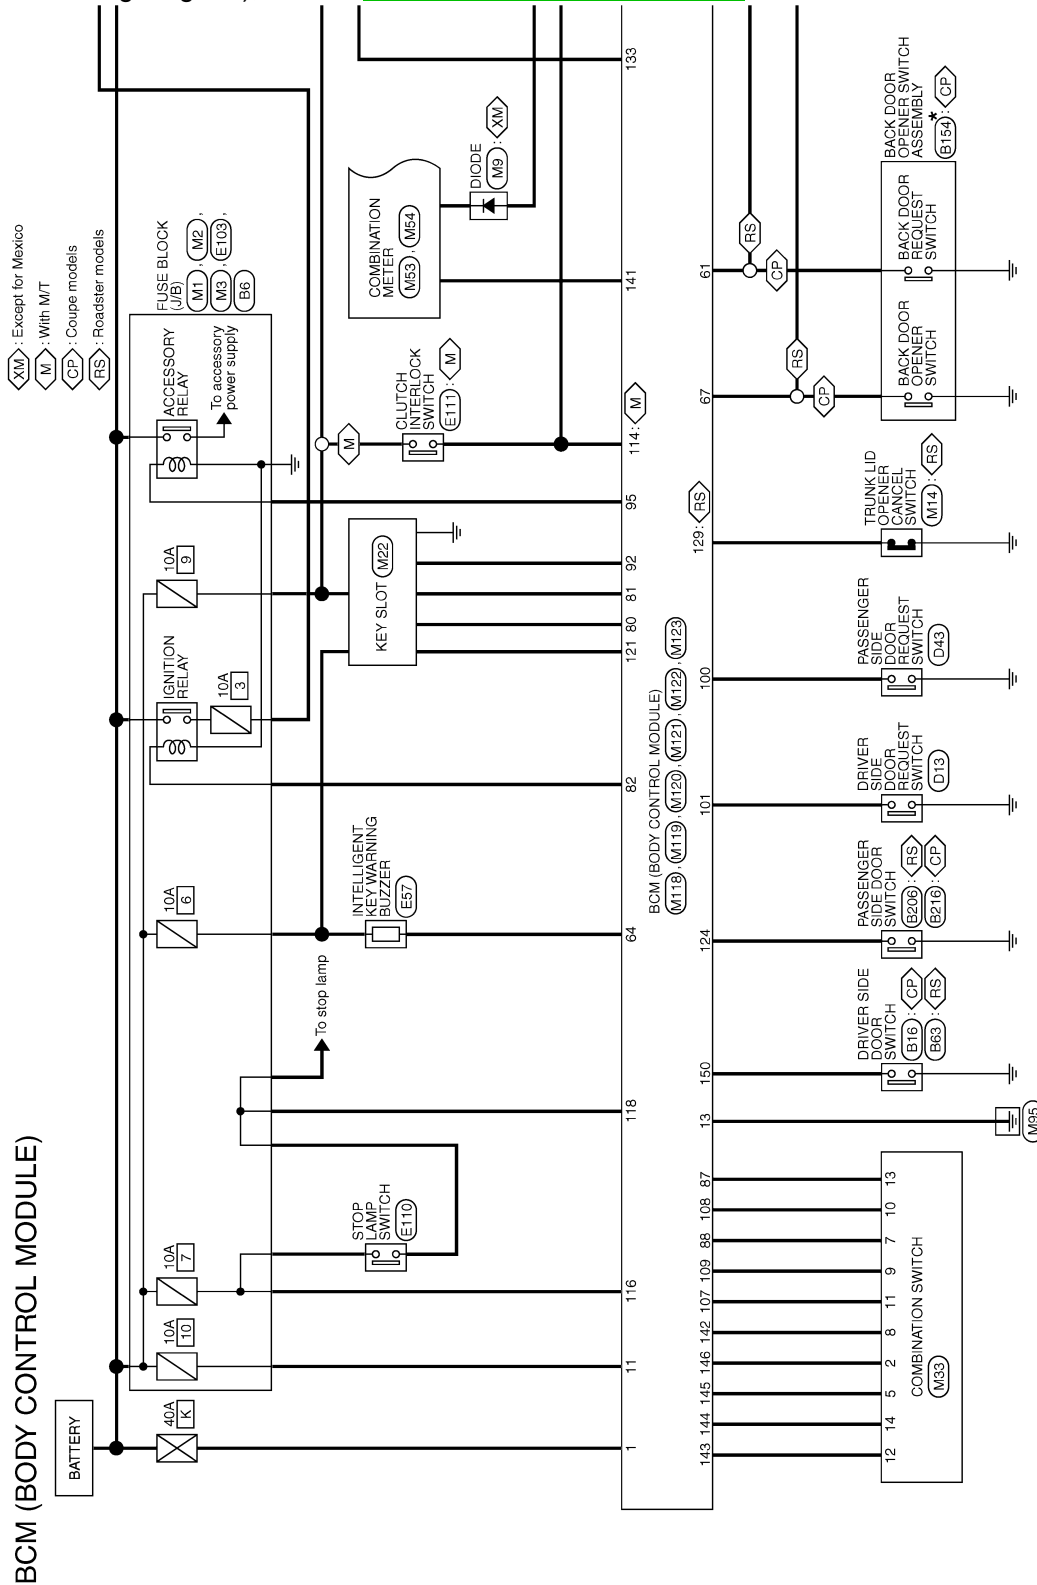 BCM (BODY CONTROL MODULE)
XM : Except for Mexico
M : With M/T
CP : Coupe models
RS : Roadster models
BATTERY
40A
K
10A
10
10A
7
10A
6
IGNITION
RELAY
10A
3
10A
9
ACCESSORY
RELAY
To accessory
power supply
FUSE BLOCK
(J/B)
M1 , M2 ,
M3 , E103 ,
B6
STOP
LAMP
SWITCH
E110
To stop lamp
INTELLIGENT
KEY WARNING
BUZZER
E57
KEY SLOT M22
CLUTCH
INTERLOCK
SWITCH
E111 : M
M
COMBINATION
METER
M53 , M54
DIODE
M9 : XM
1
11
116
118
64
82
121
80
81
92
95
114: M
141
133
BCM (BODY CONTROL MODULE)
M118 , M119 , M120 , M121 , M122 , M123
143
144
145
146
142
107
109
88
108
87
13
150
124
101
100
129: RS
67
61
12
14
5
2
8
11
9
7
10
13
COMBINATION SWITCH
M33
M95
DRIVER SIDE
DOOR
SWITCH
B16 : CP
B63 : RS
PASSENGER
SIDE DOOR
SWITCH
B206 : RS
B216 : CP
DRIVER
SIDE
DOOR
REQUEST
SWITCH
D13
PASSENGER
SIDE
DOOR
REQUEST
SWITCH
D43
TRUNK LID
OPENER
CANCEL
SWITCH
M14 : RS
RS
CP
RS
CP
BACK DOOR
OPENER
SWITCH
BACK DOOR
REQUEST
SWITCH
BACK DOOR
OPENER SWITCH
ASSEMBLY
B154 * : CP